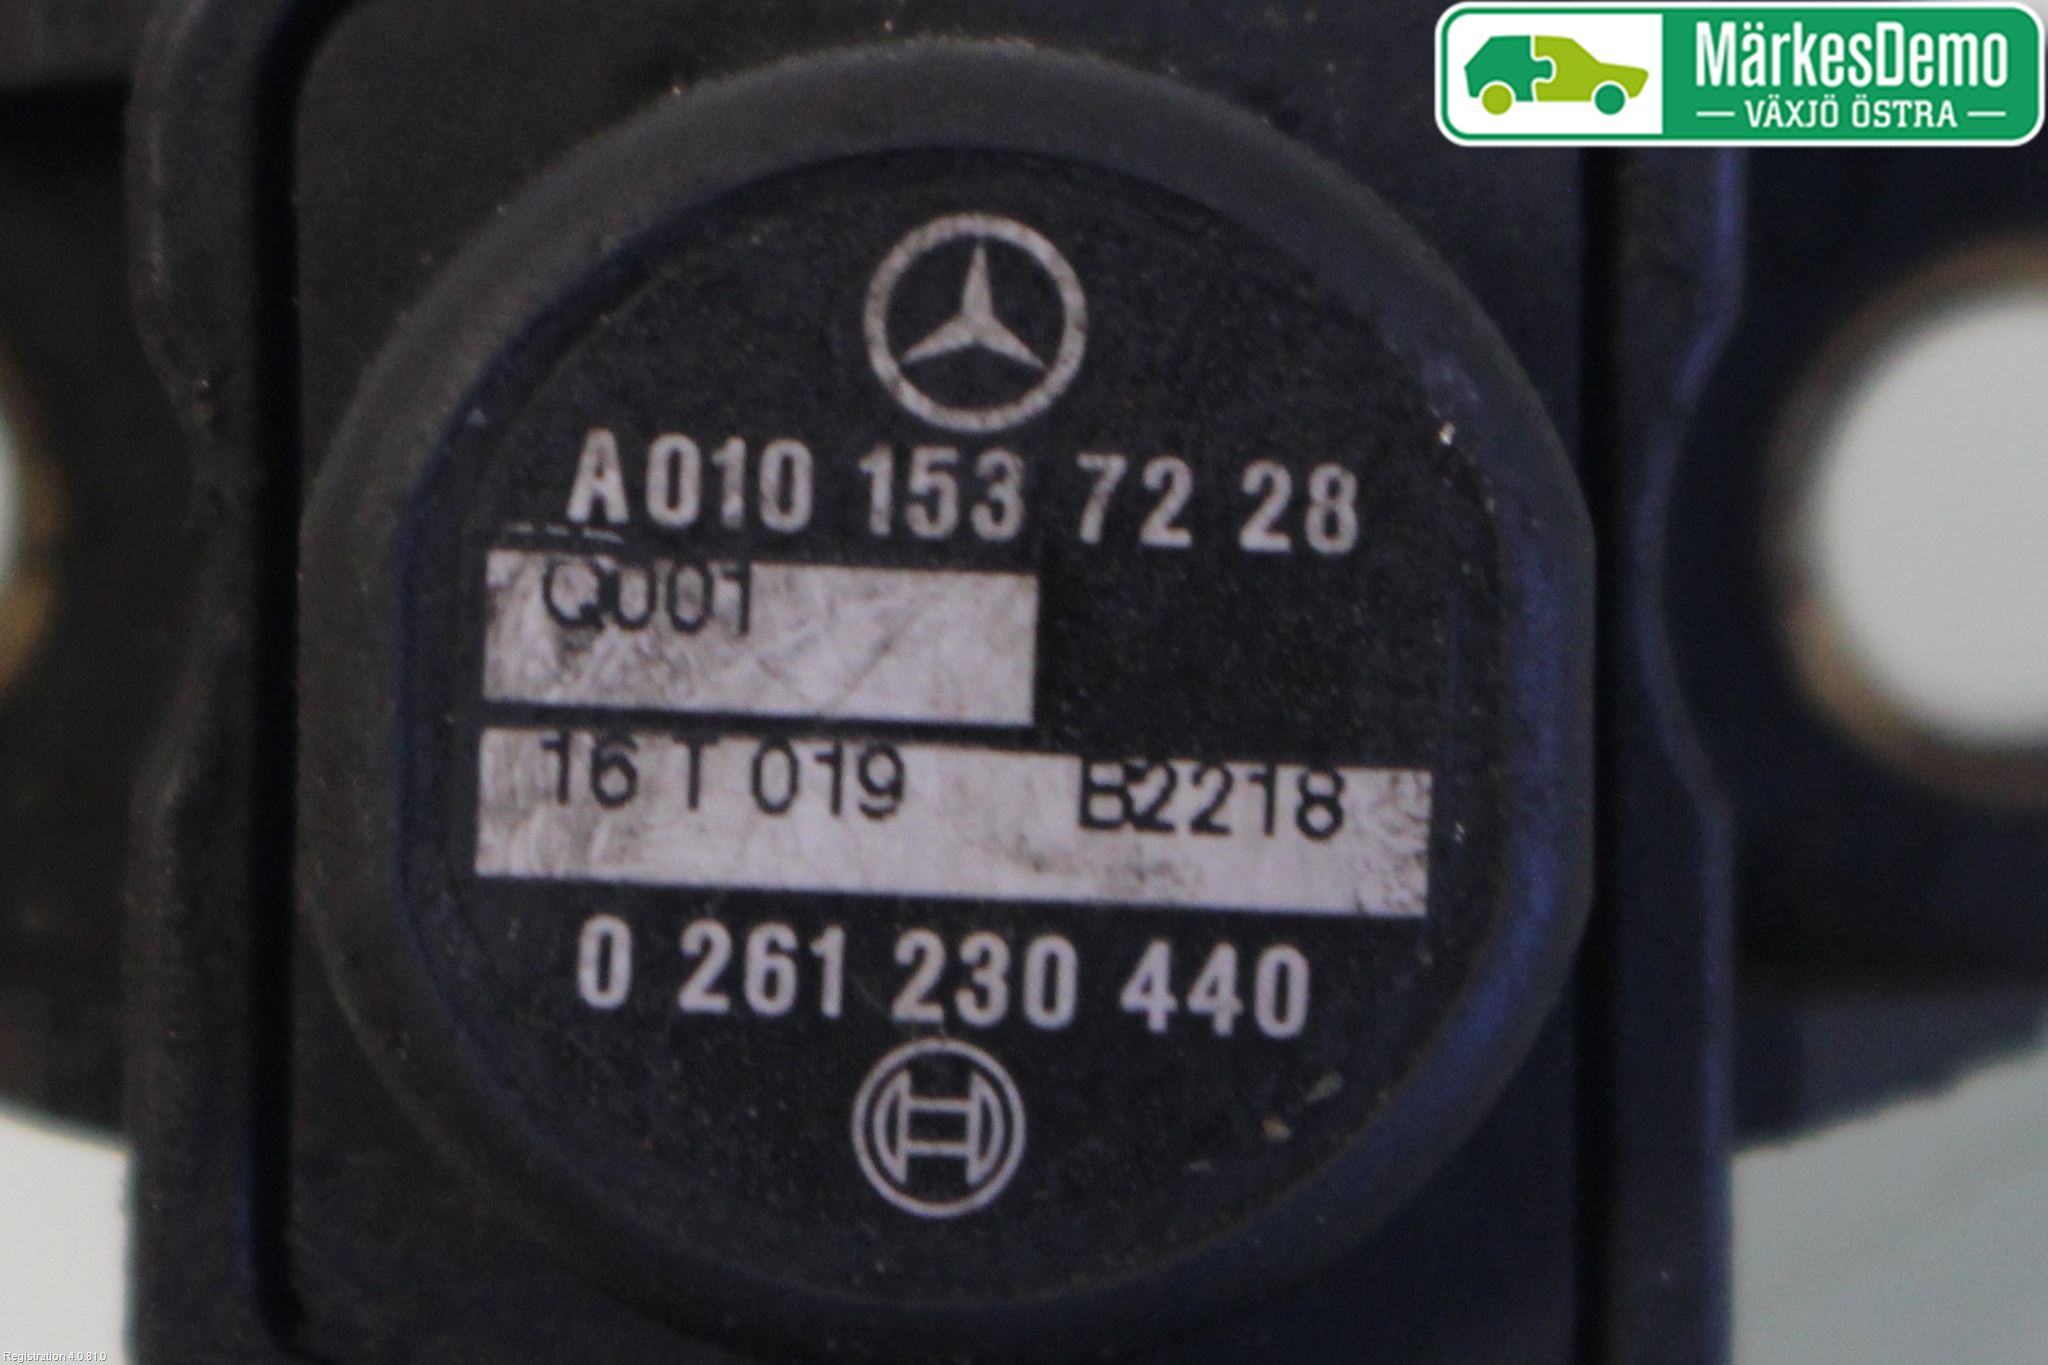 MärkesDemo
VÄXJÖ ÖSTRA
A 010 153 72 28
Q001
16 T 019 B2218
0 261 230 440
Registration 4.0.81.0